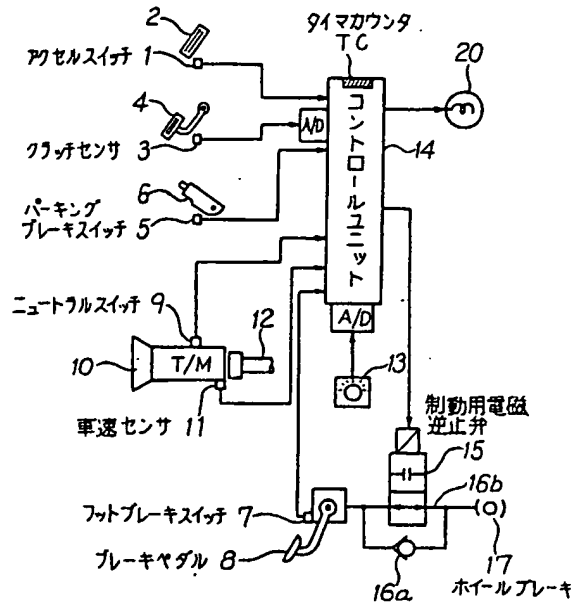 2
タイマカウンタ
TC
20
アクセルスイッチ 1
4
A/D
コントロールユニット
14
クラッチセンサ 3
6
パーキング
ブレーキスイッチ 5
ニュートラルスイッチ
9
12
10
T/M
A/D
13
車速センサ 11
制動用電磁
逆止弁
15
16b
フットブレーキスイッチ 7
ブレーキペダル 8
16a
17
ホイールブレーキ